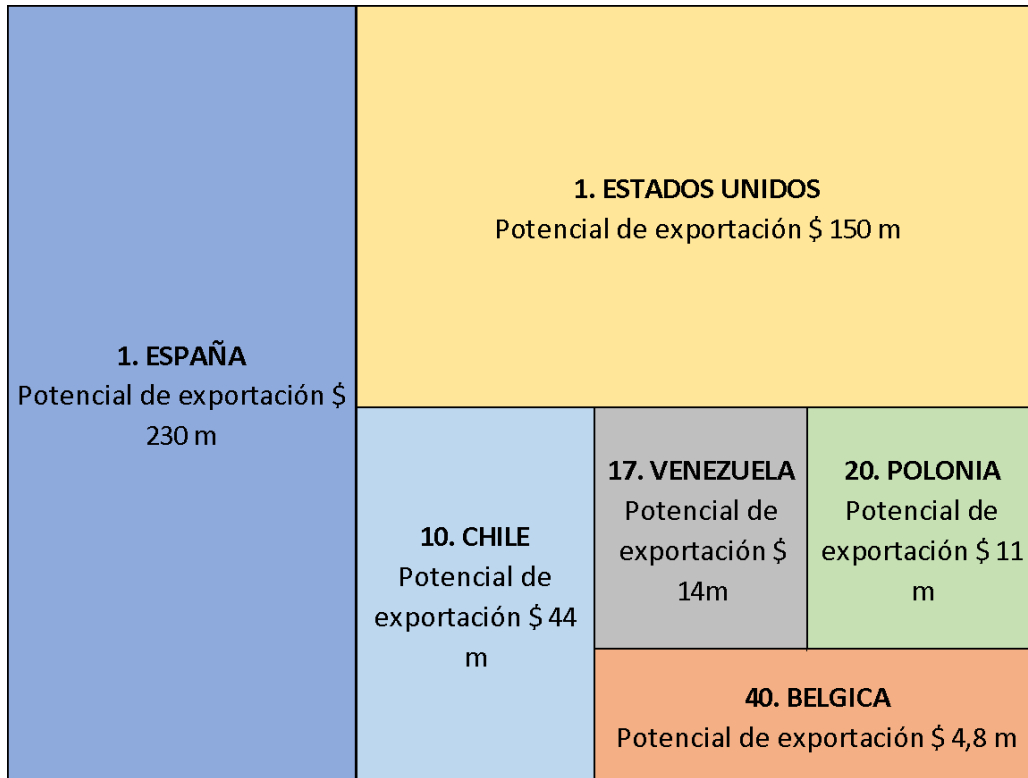 1. ESTADOS UNIDOS
Potencial de exportación $ 150 m
1. ESPAÑA
Potencial de exportación $
230 m
10. CHILE
Potencial de
exportación $ 44
m
17. VENEZUELA
Potencial de
exportación $
14m
20. POLONIA
Potencial de
exportación $ 11
m
40. BELGICA
Potencial de exportación $ 4,8 m